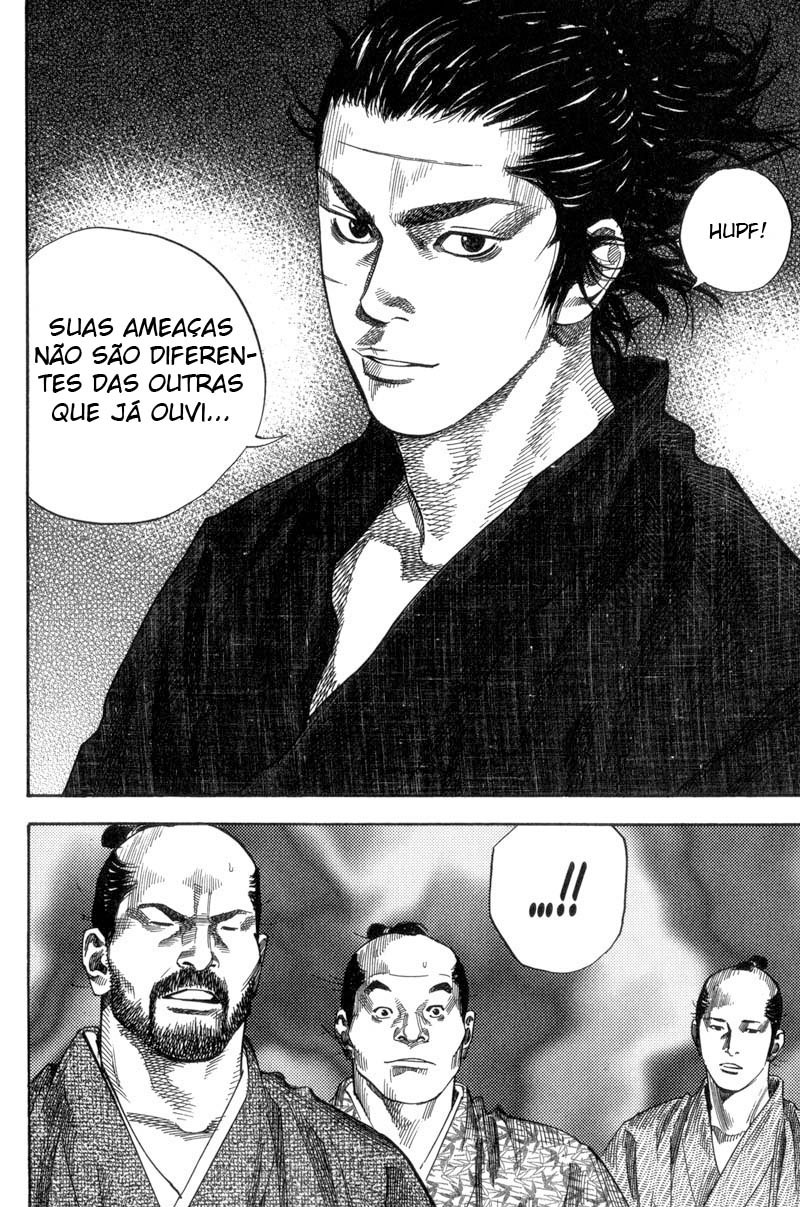 HUPF!
SUAS AMEAÇAS
NÃO SÃO DIFEREN-
TES DAS OUTRAS
QUE JÁ OUVI...
...!!